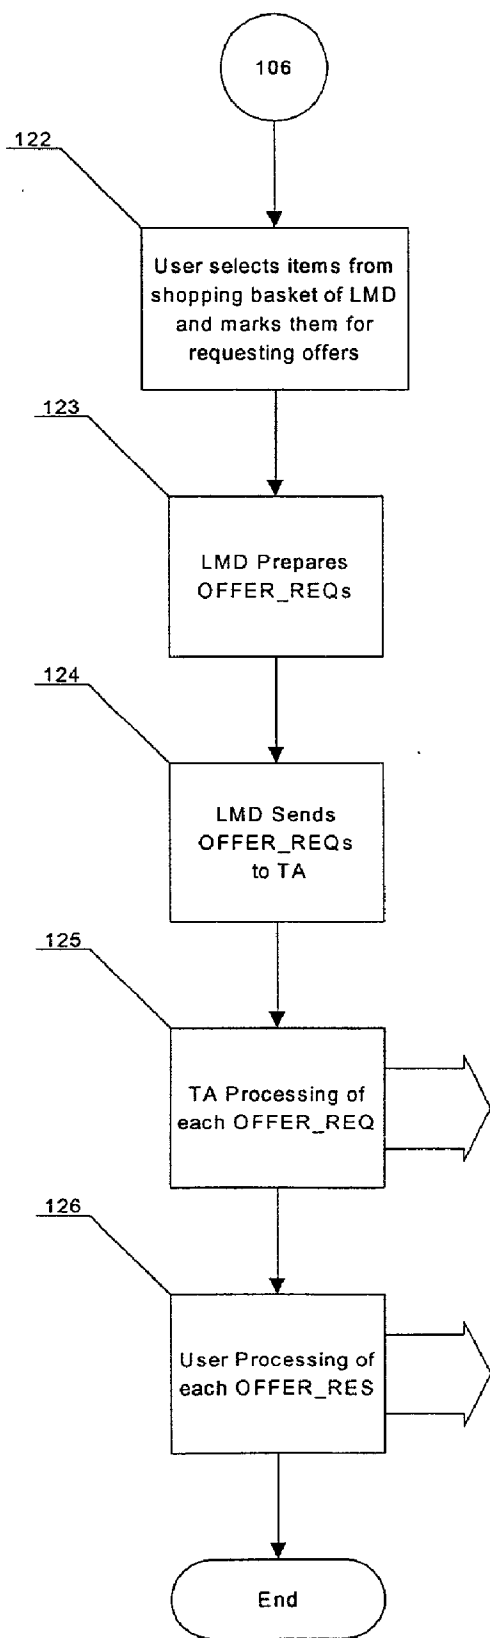 106
122
User selects items from
shopping basket of LMD
and marks them for
requesting offers
123
LMD Prepares
OFFER_REQs
124
LMD Sends
OFFER_REQs
to TA
125
TA Processing of
each OFFER_REQ
126
User Processing of
each OFFER_RES
End